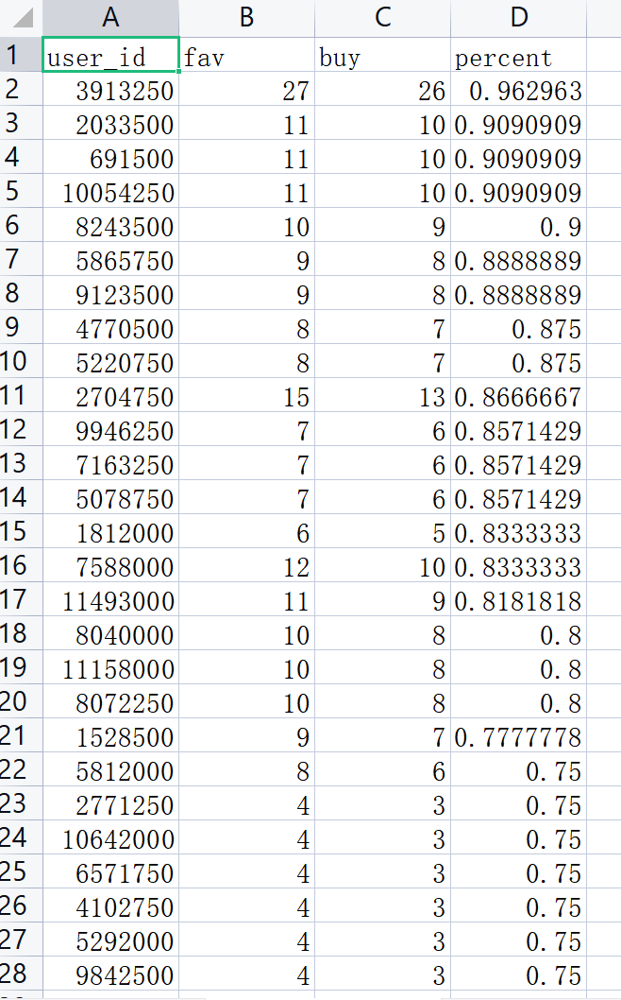 A B C D
1 user_id fav buy percent
2 3913250 27 26 0.962963
3 2033500 11 10 0.9090909
4 691500 11 10 0.9090909
5 10054250 11 10 0.9090909
6 8243500 10 9 0.9
7 5865750 9 8 0.8888889
8 9123500 9 8 0.8888889
9 4770500 8 7 0.875
10 5220750 8 7 0.875
11 2704750 15 13 0.8666667
12 9946250 7 6 0.8571429
13 7163250 7 6 0.8571429
14 5078750 7 6 0.8571429
15 1812000 6 5 0.8333333
16 7588000 12 10 0.8333333
17 11493000 11 9 0.8181818
18 8040000 10 8 0.8
19 11158000 10 8 0.8
20 8072250 10 8 0.8
21 1528500 9 7 0.7777778
22 5812000 8 6 0.75
23 2771250 4 3 0.75
24 10642000 4 3 0.75
25 6571750 4 3 0.75
26 4102750 4 3 0.75
27 5292000 4 3 0.75
28 9842500 4 3 0.75